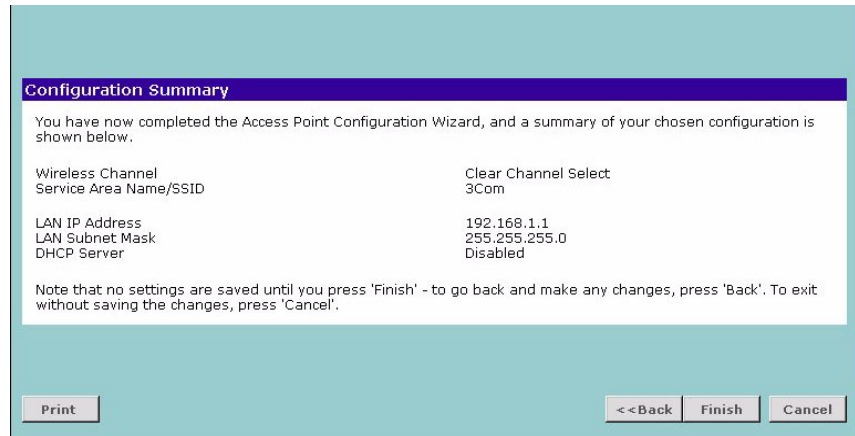 Configuration Summary
You have now completed the Access Point Configuration Wizard, and a summary of your chosen configuration is
shown below.
Wireless Channel Clear Channel Select
Service Area Name/SSID 3Com
LAN IP Address 192.168.1.1
LAN Subnet Mask 255.255.255.0
DHCP Server Disabled
Note that no settings are saved until you press 'Finish' - to go back and make any changes, press 'Back'. To exit
without saving the changes, press 'Cancel'.
Print <<Back Finish Cancel